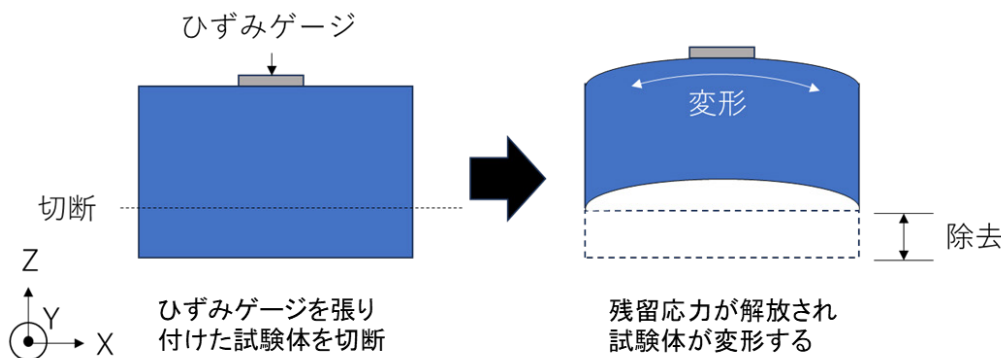 ひずみゲージ
変形
切断
除去
Z
Y
X
ひずみゲージを張り
付けた試験体を切断
残留応力が解放され
試験体が変形する